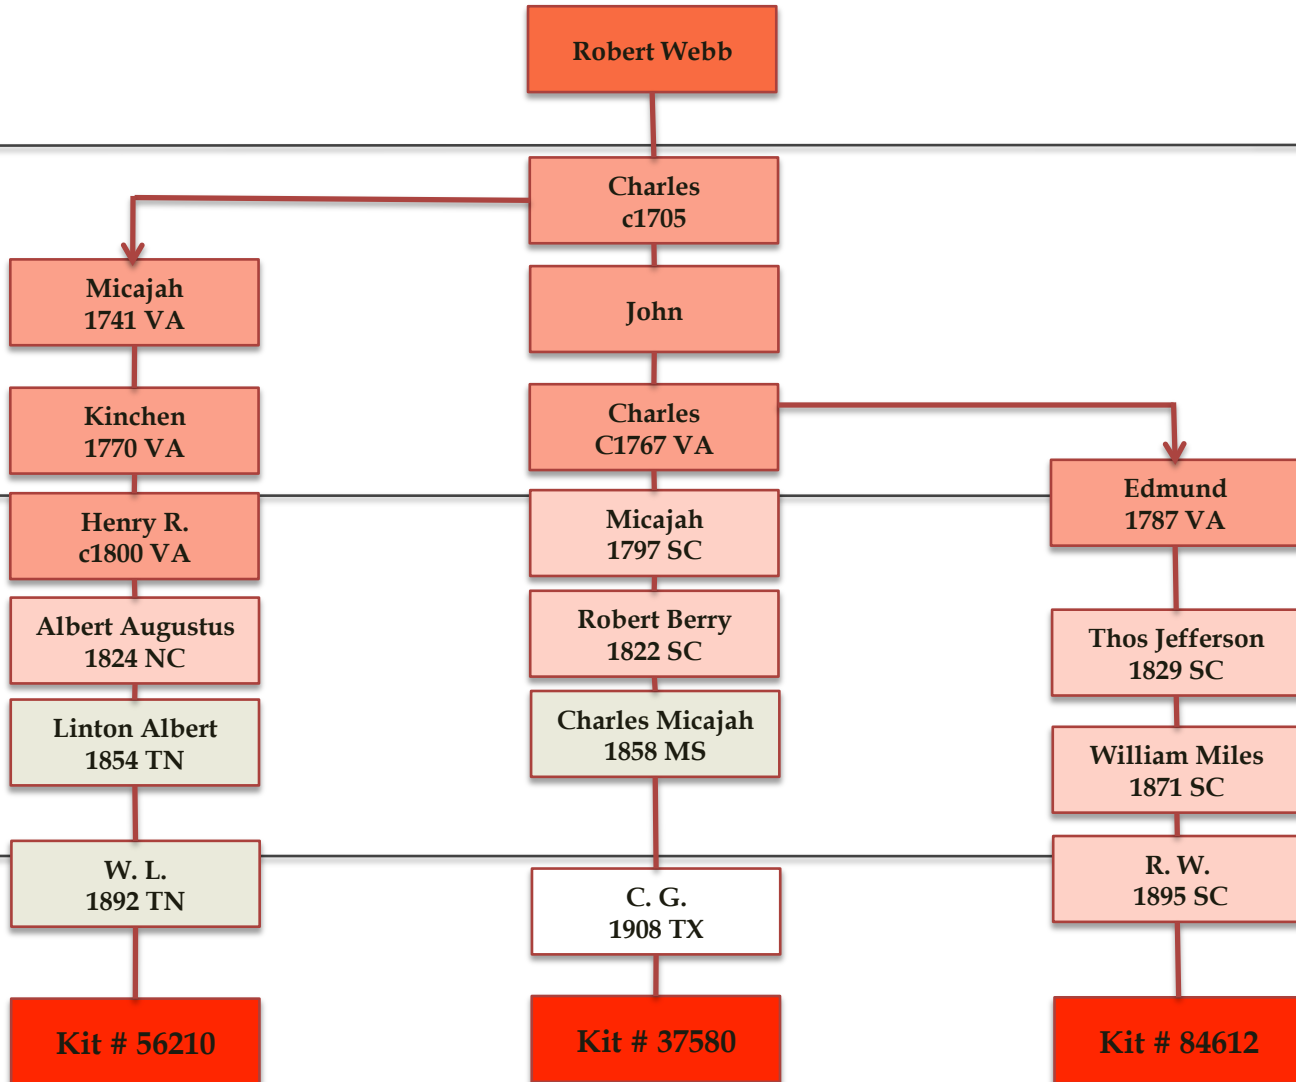 Robert Webb
Charles
c1705
Micajah
1741 VA
John
Kinchen
1770 VA
Charles
C1767 VA
Edmund
1787 VA
Henry R.
c1800 VA
Micajah
1797 SC
Albert Augustus
1824 NC
Robert Berry
1822 SC
Thos Jefferson
1829 SC
Linton Albert
1854 TN
Charles Micajah
1858 MS
William Miles
1871 SC
W. L.
1892 TN
C. G.
1908 TX
R. W.
1895 SC
Kit # 56210
Kit # 37580
Kit # 84612